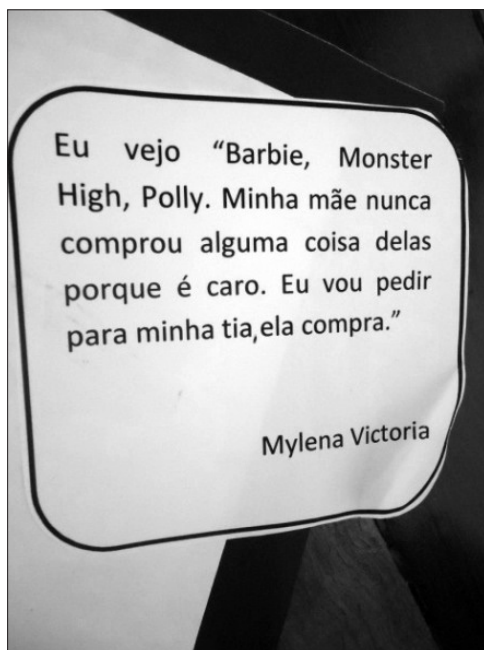 Eu vejo “Barbie, Monster
High, Polly. Minha mãe nunca
comprou alguma coisa delas
porque é caro. Eu vou pedir
para minha tia,ela compra.”
Mylena Victoria